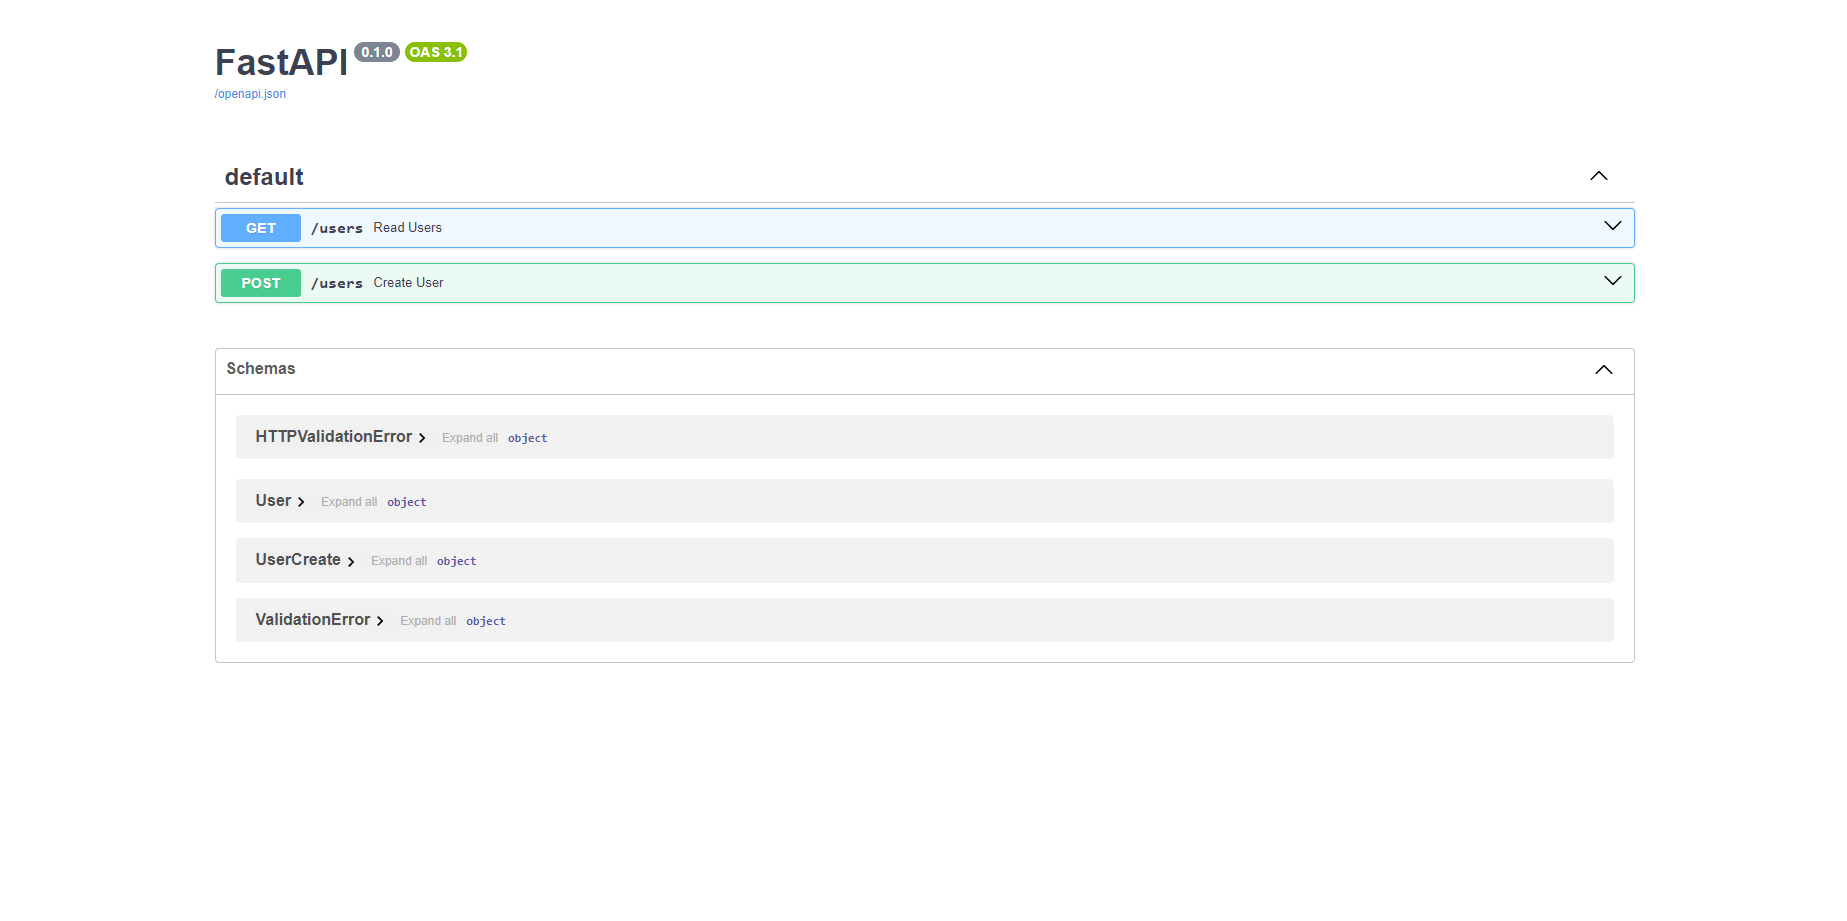 FastAPI 0.1.0 OAS 3.1
/openapi.json
default
GET /users Read Users
POST /users Create User
Schemas
HTTPValidationError Expand all object
User Expand all object
UserCreate Expand all object
ValidationError Expand all object